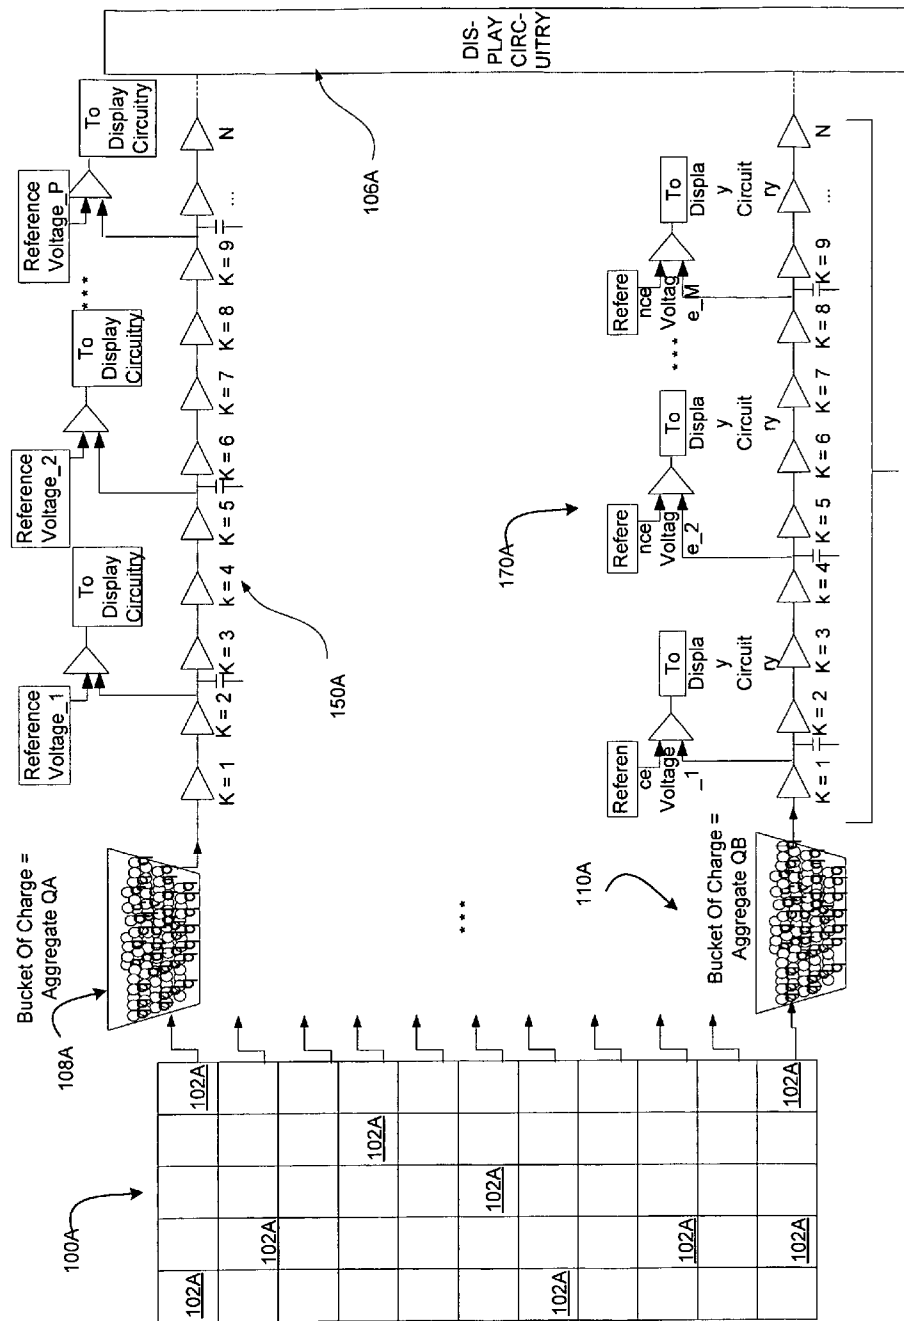 100A
108A
Bucket Of Charge =
Aggregate QA
Reference
Voltage_1
To
Display
Circuitry
Reference
Voltage_2
To
Display
Circuitry
***
Reference
Voltage_P
To
Display
Circuitry
K = 1
K = 2
K = 3
K = 4
K = 5
K = 6
K = 7
K = 8
K = 9
...
N
150A
106A
DIS-
PLAY
CIRC-
UITRY
102A
102A
102A
102A
102A
102A
102A
102A
102A
***
110A
Bucket Of Charge =
Aggregate QB
170A
Referen
ce
Voltage
_1
To
Displa
y
Circuit
ry
Refere
nce
Voltag
e_2
To
Displa
y
Circuit
ry
***
Refere
nce
Voltag
e_M
To
Displa
y
Circuit
ry
K = 1
K = 2
K = 3
K = 4
K = 5
K = 6
K = 7
K = 8
K = 9
...
N